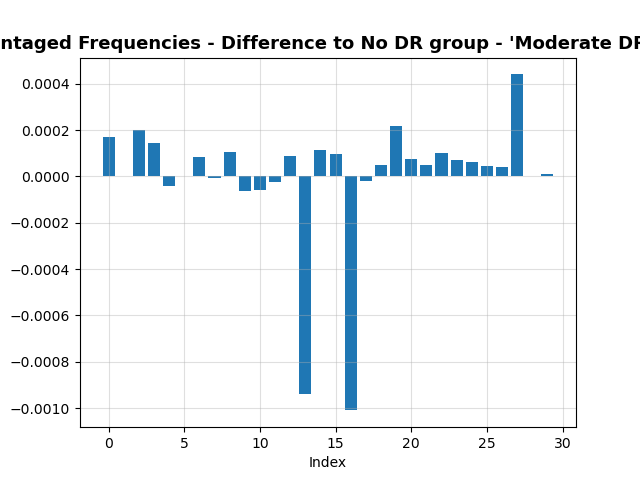 ntaged Frequencies - Difference to No DR group - 'Moderate DR
0.0004
0.0002
0.0000
−0.0002
−0.0004
−0.0006
−0.0008
−0.0010
0 5 10 15 20 25 30
Index